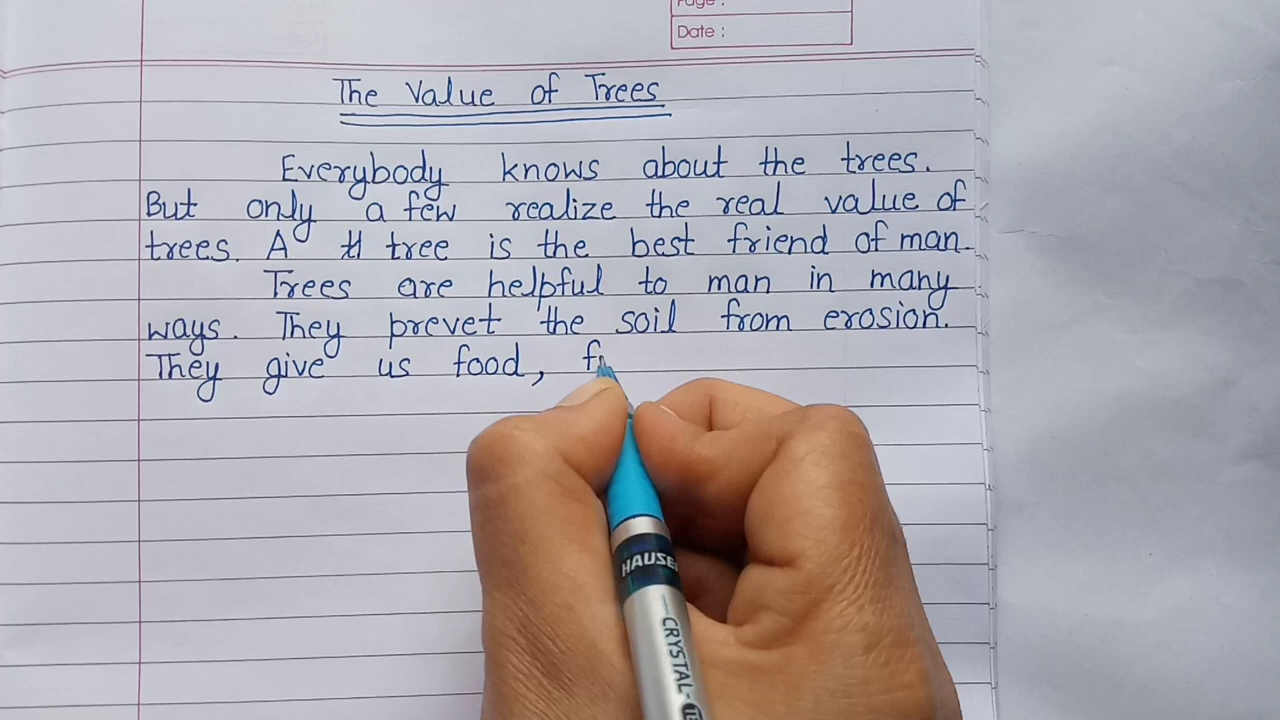 Page :
Date :
The Value of Trees
Everybody knows about the trees.
But only a few realize the real value of
trees. A tree is the best friend of man.
Trees are helpful to man in many
ways. They prevet the soil from erosion.
They give us food, f
HAUSE
CRYSTAL-